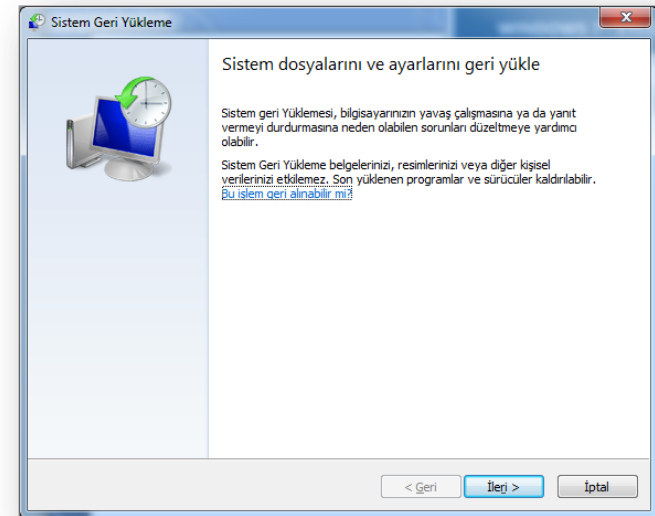 Sistem Geri Yükleme
Sistem dosyalarını ve ayarlarını geri yükle
Sistem geri Yüklemesi, bilgisayarınızın yavaş çalışmasına ya da yanıt
vermeyi durdurmasına neden olabilen sorunları düzeltmeye yardımcı
olabilir.
Sistem Geri Yükleme belgelerinizi, resimlerinizi veya diğer kişisel
verilerinizi etkilemez. Son yüklenen programlar ve sürücüler kaldırılabilir.
Bu işlem geri alınabilir mi?
< Geri İleri > İptal